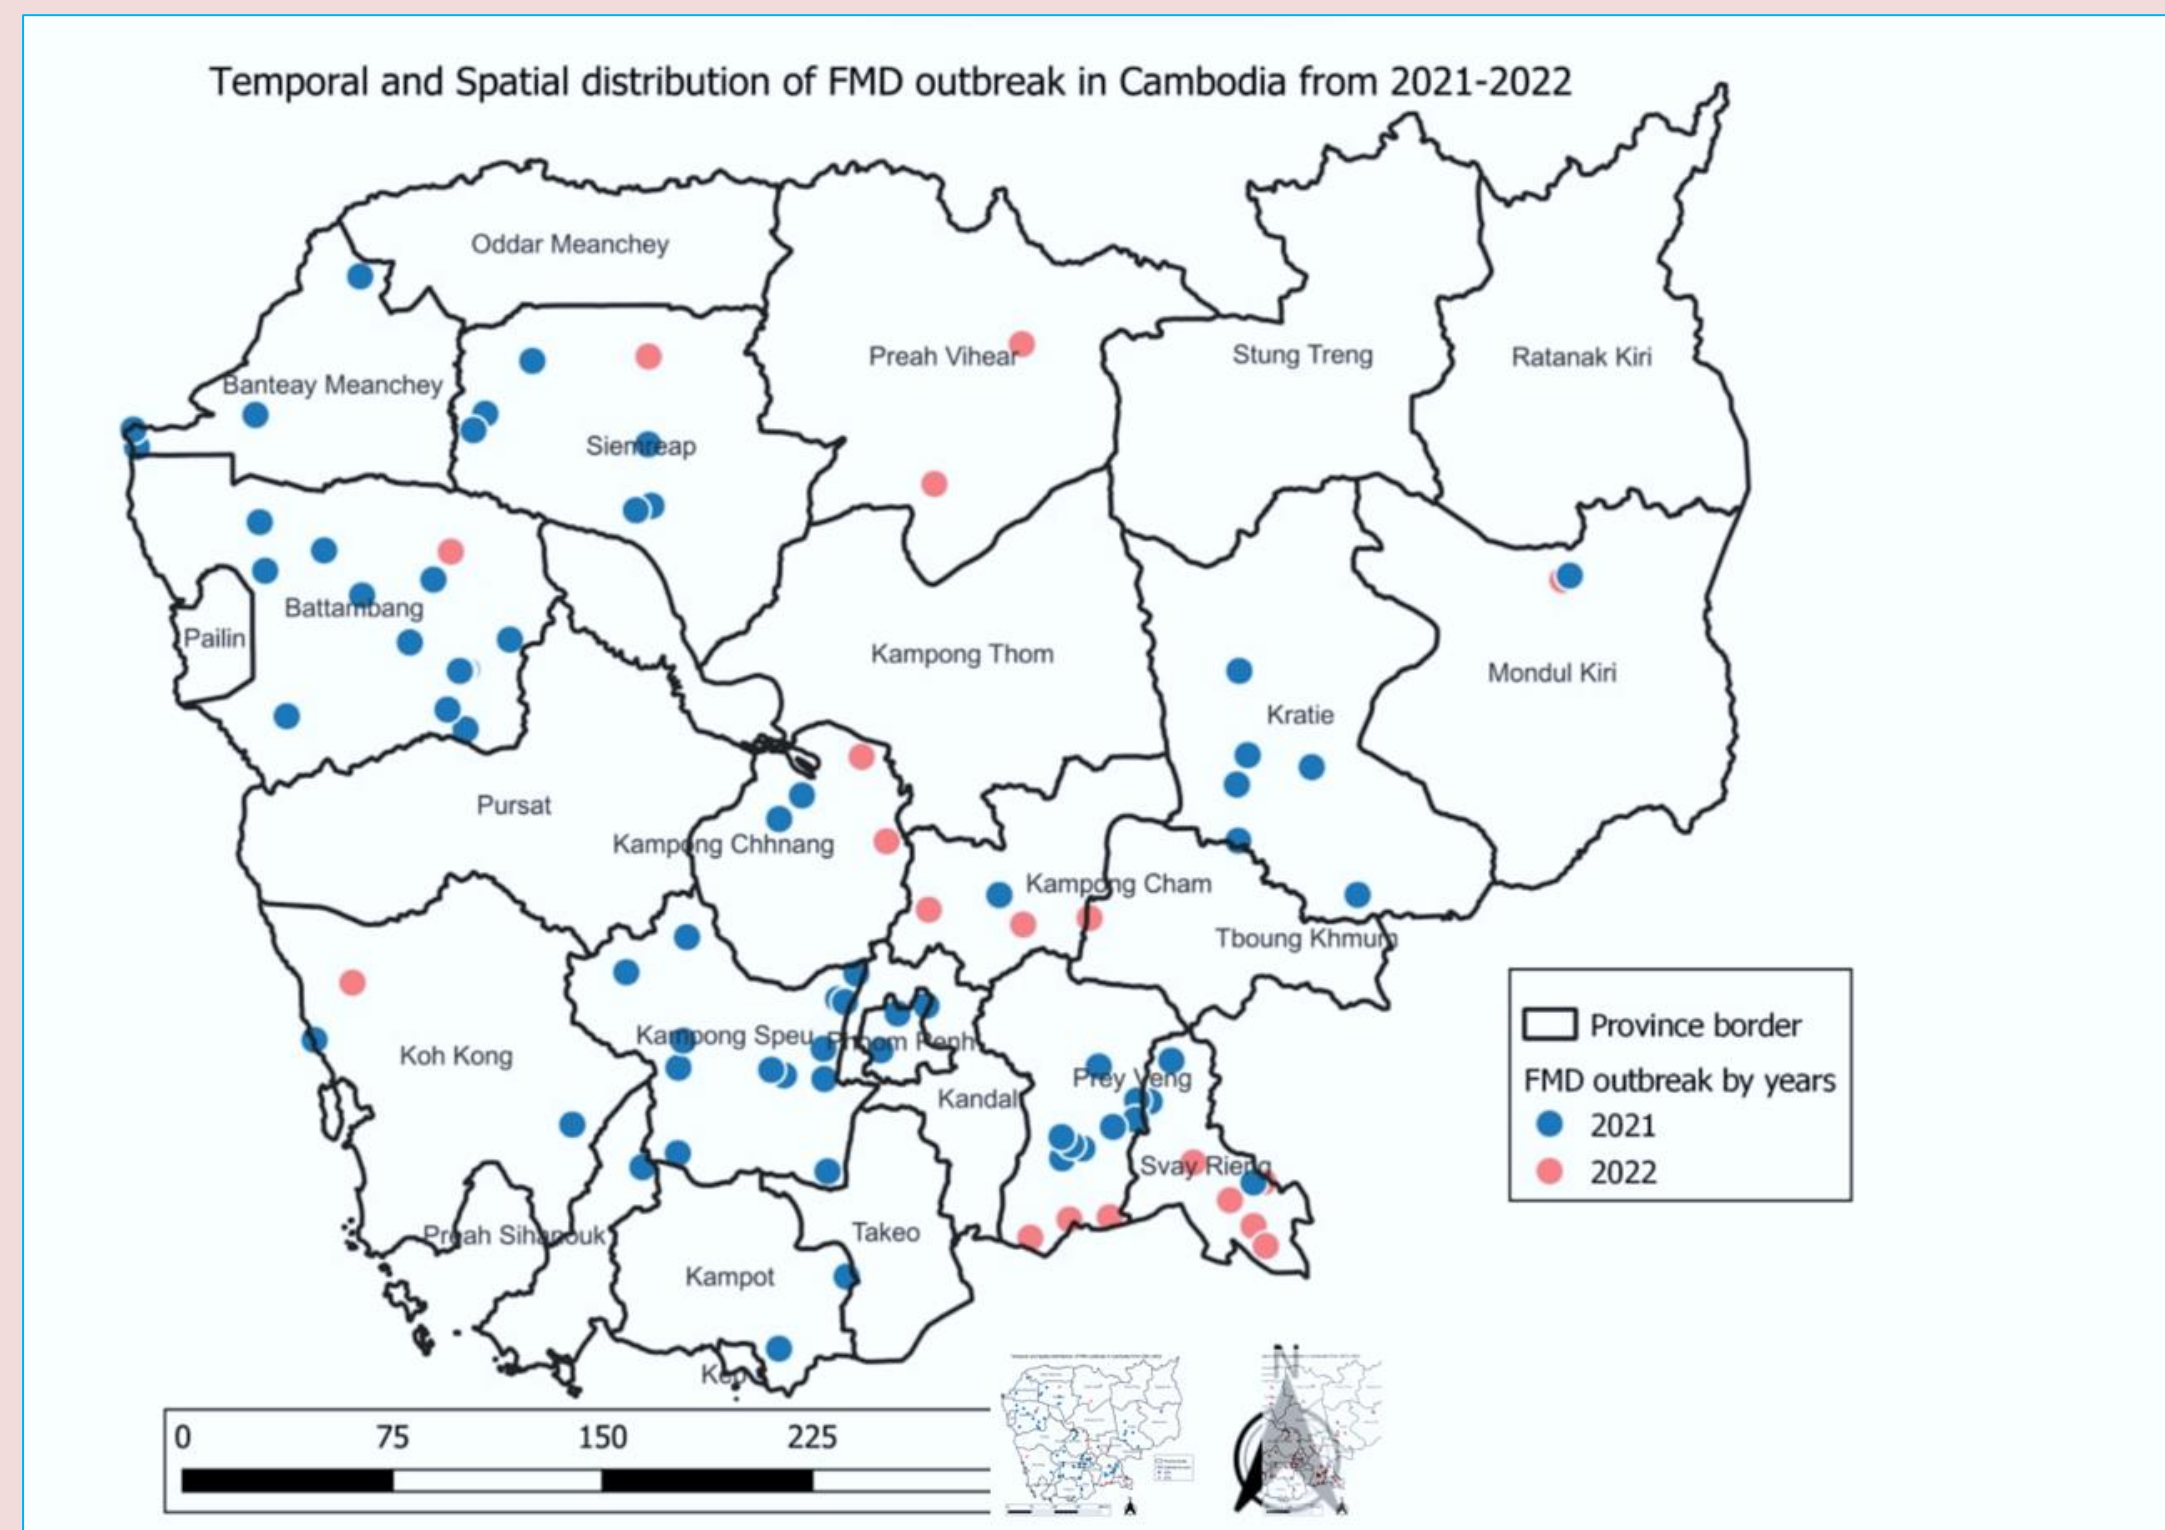 Temporal and Spatial distribution of FMD outbreak in Cambodia from 2021-2022
Oddar Meanchey
Preah Vihear
Stung Treng
Ratanak Kiri
Banteay Meanchey
Siemreap
Battambang
Pailin
Kampong Thom
Mondul Kiri
Kratie
Pursat
Kampong Chhnang
Kampong Cham
Tboung Khmum
Kampong Speu
Phnom Penh
Koh Kong
Prey Veng
Kandal
Svay Rieng
Preah Sihanouk
Takeo
Kampot
Kep
Province border
FMD outbreak by years
2021
2022
0 75 150 225
N